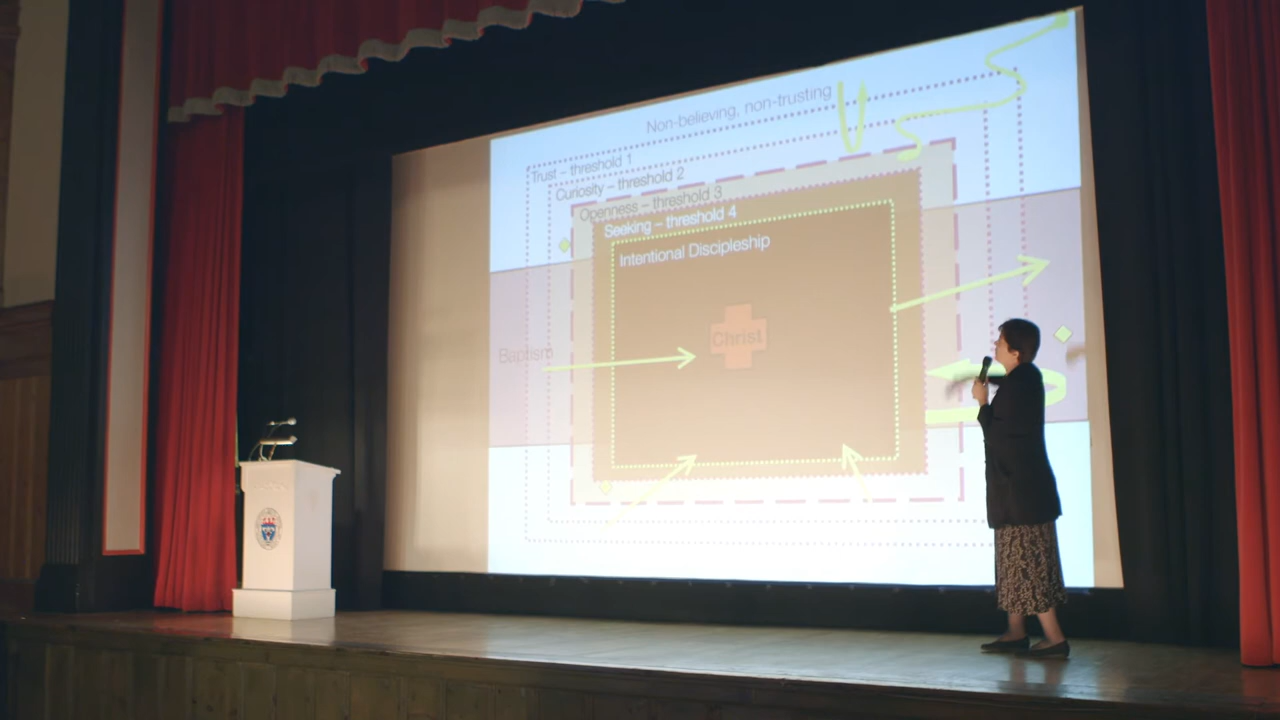 Non-believing, non-trusting
Trust – threshold 1
Curiosity – threshold 2
Openness – threshold 3
Seeking – threshold 4
Intentional Discipleship
Christ
Baptism